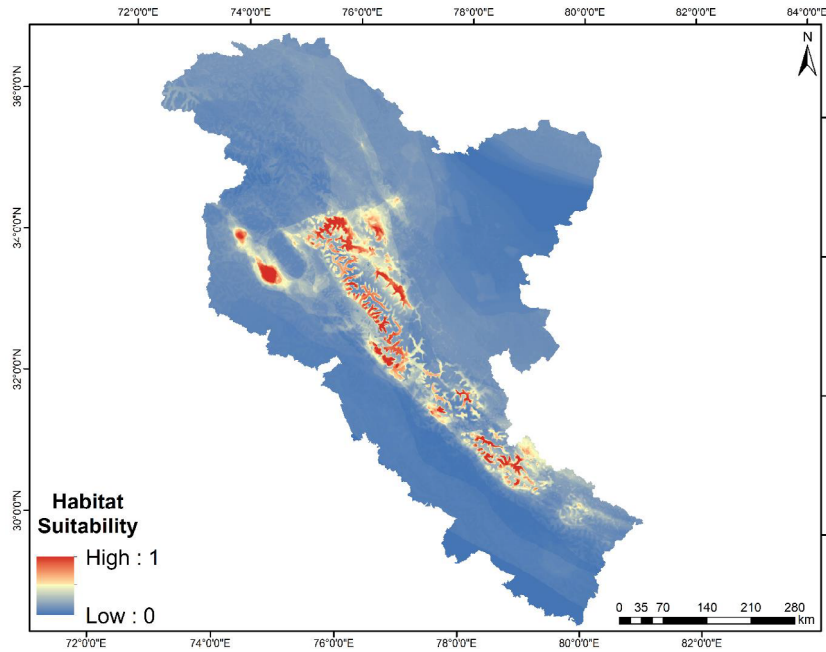 72°0'0"E 74°0'0"E 76°0'0"E 78°0'0"E 80°0'0"E 82°0'0"E 84°0'0"E
N
36°0'0"N
34°0'0"N
32°0'0"N
30°0'0"N
Habitat
Suitability
High : 1
Low : 0
0 35 70 140 210 280
km
72°0'0"E 74°0'0"E 76°0'0"E 78°0'0"E 80°0'0"E 82°0'0"E